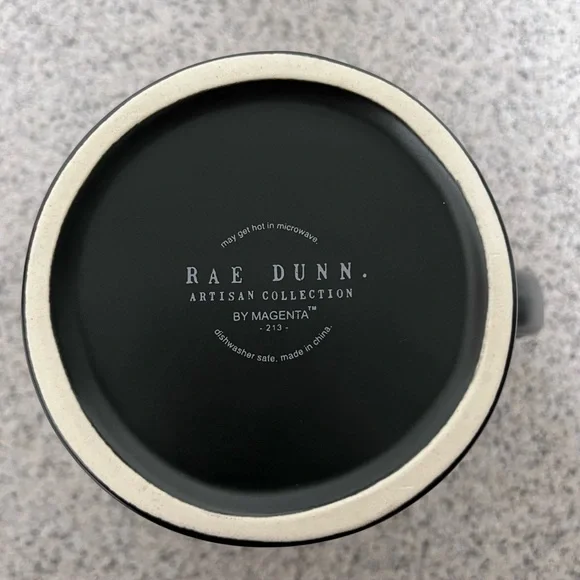 may get hot in microwave.
RAE DUNN.
ARTISAN COLLECTION
BY MAGENTA™
- 213 -
dishwasher safe. made in china.